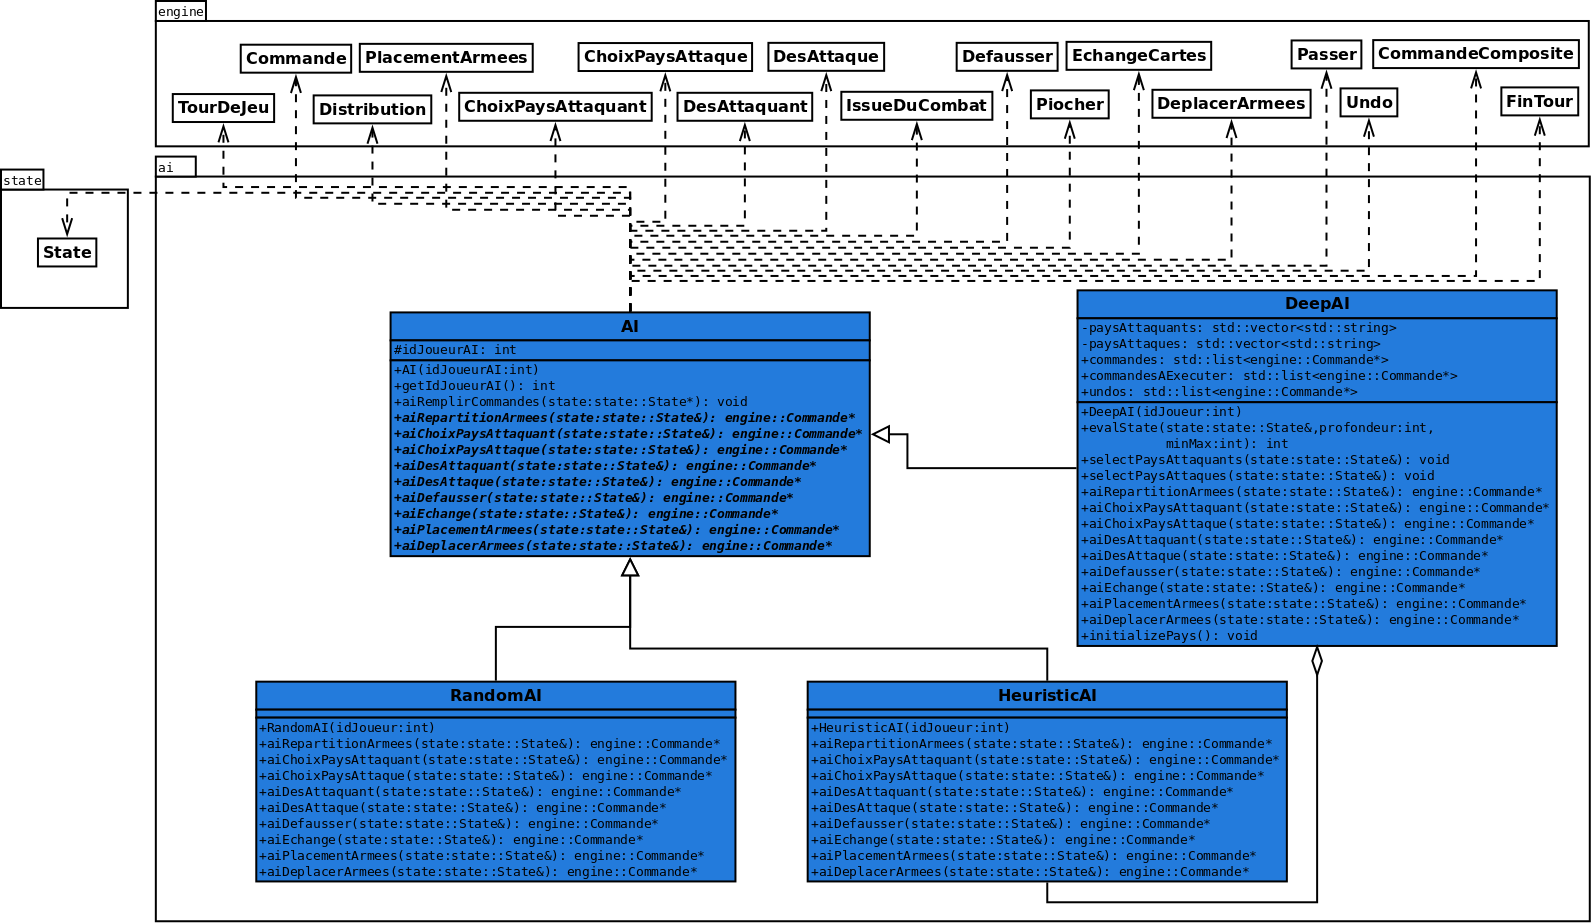 engine
Commande
PlacementArmees
ChoixPaysAttaque
DesAttaque
Defausser
EchangeCartes
Passer
CommandeComposite
TourDeJeu
Distribution
ChoixPaysAttaquant
DesAttaquant
IssueDuCombat
Piocher
DeplacerArmees
Undo
FinTour
ai
state
State
AI
#idJoueurAI: int
+AI(idJoueurAI:int)
+getIdJoueurAI(): int
+aiRemplirCommandes(state:state::State*): void
+aiRepartitionArmees(state:state::State&): engine::Commande*
+aiChoixPaysAttaquant(state:state::State&): engine::Commande*
+aiChoixPaysAttaque(state:state::State&): engine::Commande*
+aiDesAttaquant(state:state::State&): engine::Commande*
+aiDesAttaque(state:state::State&): engine::Commande*
+aiDefausser(state:state::State&): engine::Commande*
+aiEchange(state:state::State&): engine::Commande*
+aiPlacementArmees(state:state::State&): engine::Commande*
+aiDeplacerArmees(state:state::State&): engine::Commande*
DeepAI
-paysAttaquants: std::vector<std::string>
-paysAttaques: std::vector<std::string>
+commandes: std::list<engine::Commande*>
+commandesAExecuter: std::list<engine::Commande*>
+undos: std::list<engine::Commande*>
+DeepAI(idJoueur:int)
+evalState(state:state::State&,profondeur:int,
minMax:int): int
+selectPaysAttaquants(state:state::State&): void
+selectPaysAttaques(state:state::State&): void
+aiRepartitionArmees(state:state::State&): engine::Commande*
+aiChoixPaysAttaquant(state:state::State&): engine::Commande*
+aiChoixPaysAttaque(state:state::State&): engine::Commande*
+aiDesAttaquant(state:state::State&): engine::Commande*
+aiDesAttaque(state:state::State&): engine::Commande*
+aiDefausser(state:state::State&): engine::Commande*
+aiEchange(state:state::State&): engine::Commande*
+aiPlacementArmees(state:state::State&): engine::Commande*
+aiDeplacerArmees(state:state::State&): engine::Commande*
+initializePays(): void
RandomAI
+RandomAI(idJoueur:int)
+aiRepartitionArmees(state:state::State&): engine::Commande*
+aiChoixPaysAttaquant(state:state::State&): engine::Commande*
+aiChoixPaysAttaque(state:state::State&): engine::Commande*
+aiDesAttaquant(state:state::State&): engine::Commande*
+aiDesAttaque(state:state::State&): engine::Commande*
+aiDefausser(state:state::State&): engine::Commande*
+aiEchange(state:state::State&): engine::Commande*
+aiPlacementArmees(state:state::State&): engine::Commande*
+aiDeplacerArmees(state:state::State&): engine::Commande*
HeuristicAI
+HeuristicAI(idJoueur:int)
+aiRepartitionArmees(state:state::State&): engine::Commande*
+aiChoixPaysAttaquant(state:state::State&): engine::Commande*
+aiChoixPaysAttaque(state:state::State&): engine::Commande*
+aiDesAttaquant(state:state::State&): engine::Commande*
+aiDesAttaque(state:state::State&): engine::Commande*
+aiDefausser(state:state::State&): engine::Commande*
+aiEchange(state:state::State&): engine::Commande*
+aiPlacementArmees(state:state::State&): engine::Commande*
+aiDeplacerArmees(state:state::State&): engine::Commande*